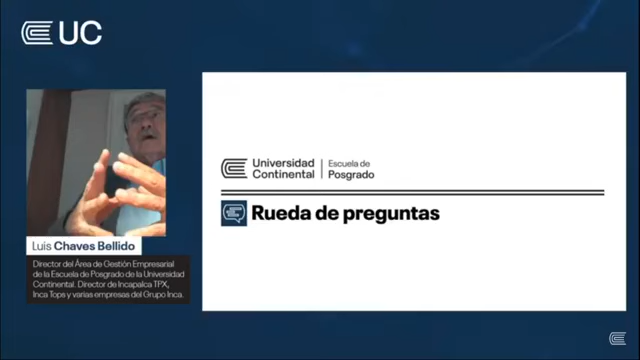 UC
Universidad
Continental
Escuela de
Posgrado
Rueda de preguntas
Luis Chaves Bellido
Director del Área de Gestión Empresarial
de la Escuela de Posgrado de la Universidad
Continental. Director de Incapalca TPX,
Inca Tops y varias empresas del Grupo Inca.